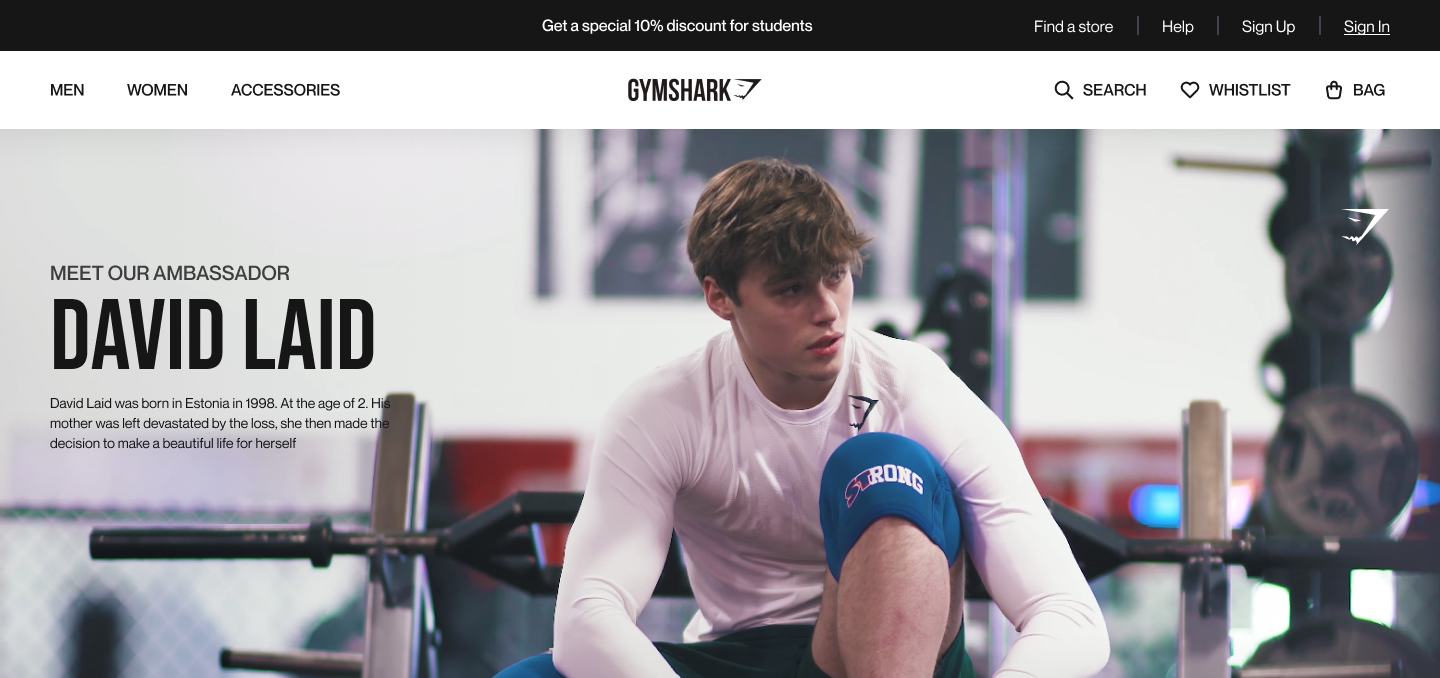 Get a special 10% discount for students
Find a store
Help
Sign Up
Sign In
MEN
WOMEN
ACCESSORIES
GYMSHARK
SEARCH
WHISTLIST
BAG
MEET OUR AMBASSADOR
DAVID LAID
David Laid was born in Estonia in 1998. At the age of 2. His
mother was left devastated by the loss, she then made the
decision to make a beautiful life for herself
STRONG